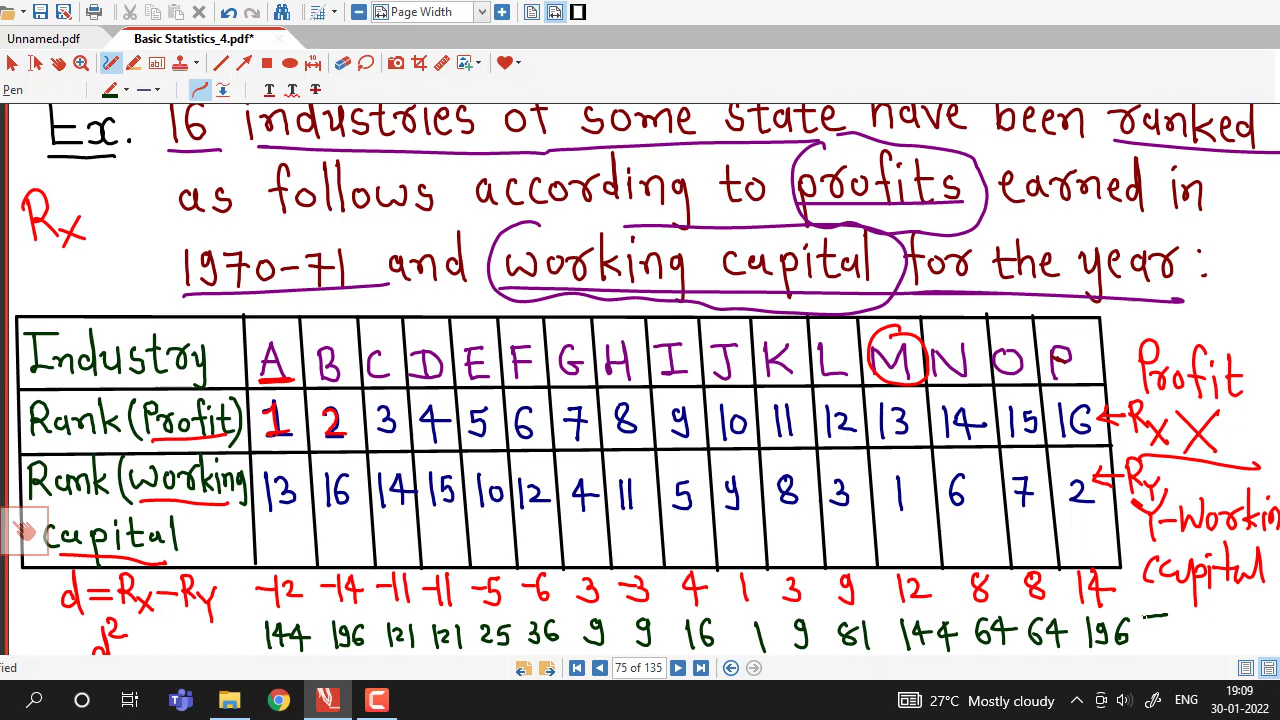 Page Width
Unnamed.pdf
Basic Statistics_4.pdf*
10
Pen
T T T
Ex. 16 industries of some state have been ranked
as follows according to profits earned in
1970-71 and working capital for the year :
Rx
Industry A B C D E F G H I J K L M N O P
Rank (Profit) 1 2 3 4 5 6 7 8 9 10 11 12 13 14 15 16 ←Rx
Rank (Working capital 13 16 14 15 10 12 4 11 5 9 8 3 1 6 7 2 ←Ry
Profit
X
Y-Workin
capital
d=Rx-Ry -12 -14 -11 -11 -5 -6 3 -3 4 1 3 9 12 8 8 14
d² 144 196 121 121 25 36 9 9 16 1 9 81 144 64 64 196
fied
75 of 135
27°C Mostly cloudy
ENG
19:09
30-01-2022